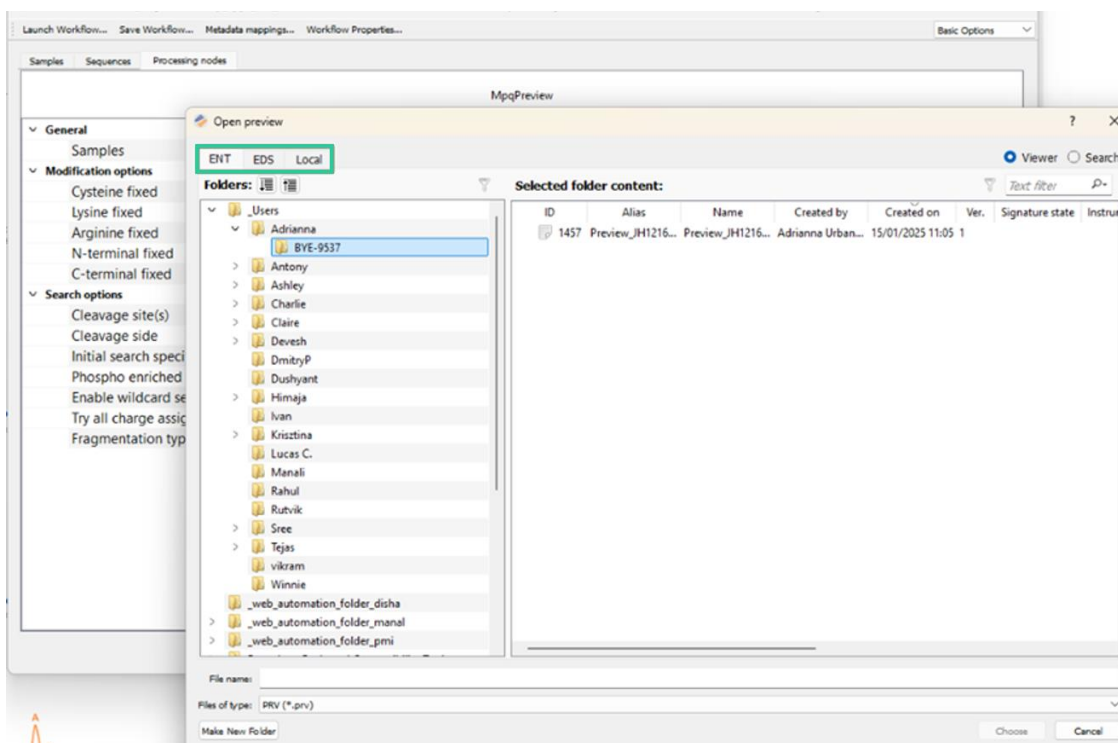 Launch Workflow... Save Workflow... Metadata mappings... Workflow Properties... Basic Options
Samples Sequences Processing nodes
MpqPreview
General
Samples
Modification options
Cysteine fixed
Lysine fixed
Arginine fixed
N-terminal fixed
C-terminal fixed
Search options
Cleavage site(s)
Cleavage side
Initial search speci
Phospho enriched
Enable wildcard se
Try all charge assig
Fragmentation typ
Open preview ?
ENT EDS Local Viewer Search
Folders: Selected folder content: Text filter
ID Alias Name Created by Created on Ver. Signature state Instru
1457 Preview_JH1216... Preview_JH1216... Adrianna Urban... 15/01/2025 11:05 1
_Users
Adrianna
BYE-9537
Antony
Ashley
Charlie
Claire
Devesh
DmitryP
Dushyant
Himaja
Ivan
Krisztina
Lucas C.
Manali
Rahul
Rutvik
Sree
Tejas
vikram
Winnie
_web_automation_folder_disha
_web_automation_folder_manal
_web_automation_folder_pmi
File name:
Files of type: PRV (*.prv)
Make New Folder Choose Cancel